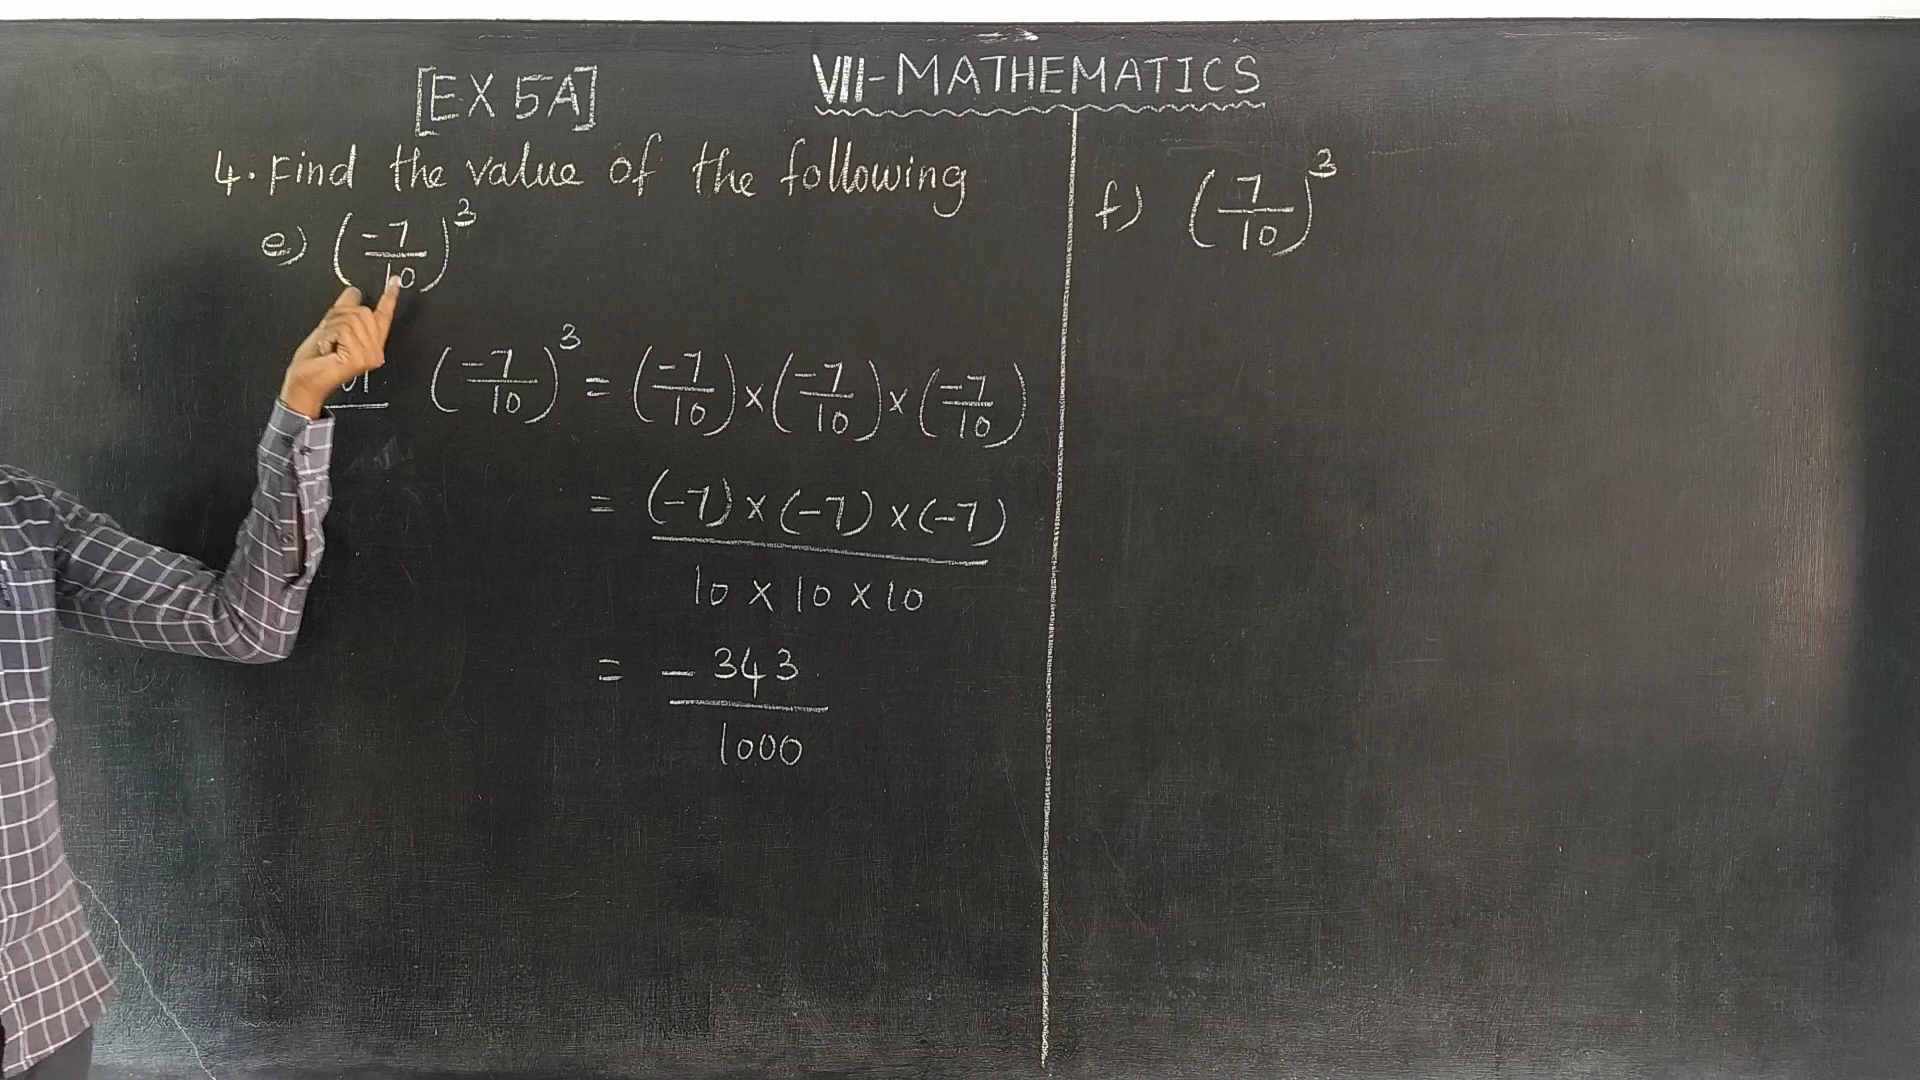 [EX 5A]
VII-MATHEMATICS
4. Find the value of the following
e) (-7/10)³
(-7/10)³ = (-7/10)×(-7/10)×(-7/10)
= (-7)×(-7)×(-7)
10×10×10
= -343
1000
f) (7/10)³